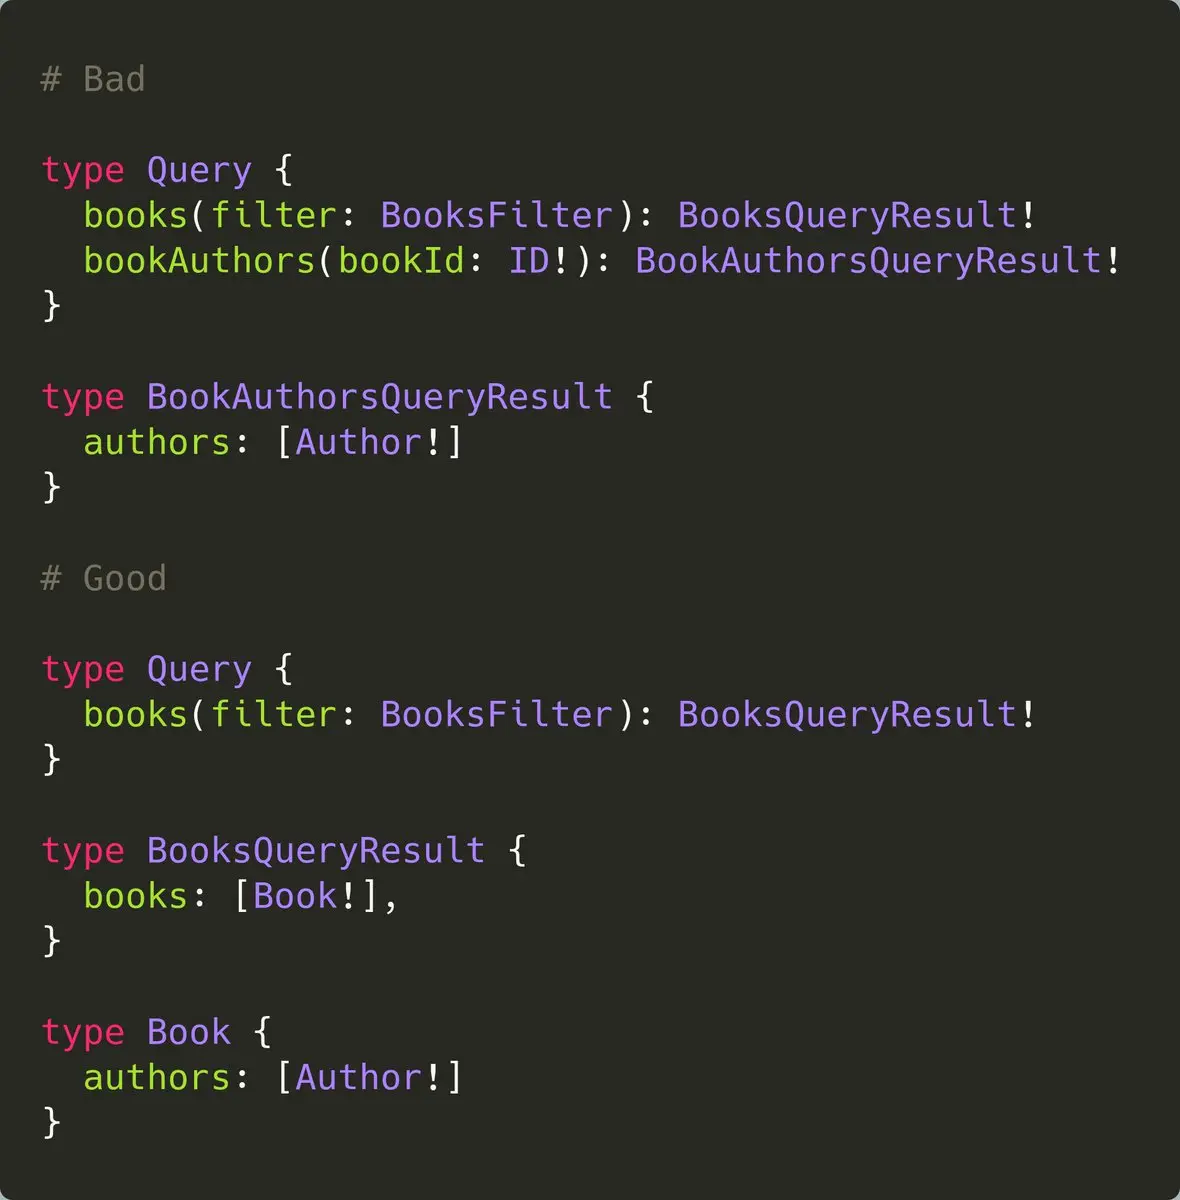 # Bad
type Query {
  books(filter: BooksFilter): BooksQueryResult!
  bookAuthors(bookId: ID!): BookAuthorsQueryResult!
}
type BookAuthorsQueryResult {
  authors: [Author!]
}
# Good
type Query {
  books(filter: BooksFilter): BooksQueryResult!
}
type BooksQueryResult {
  books: [Book!],
}
type Book {
  authors: [Author!]
}